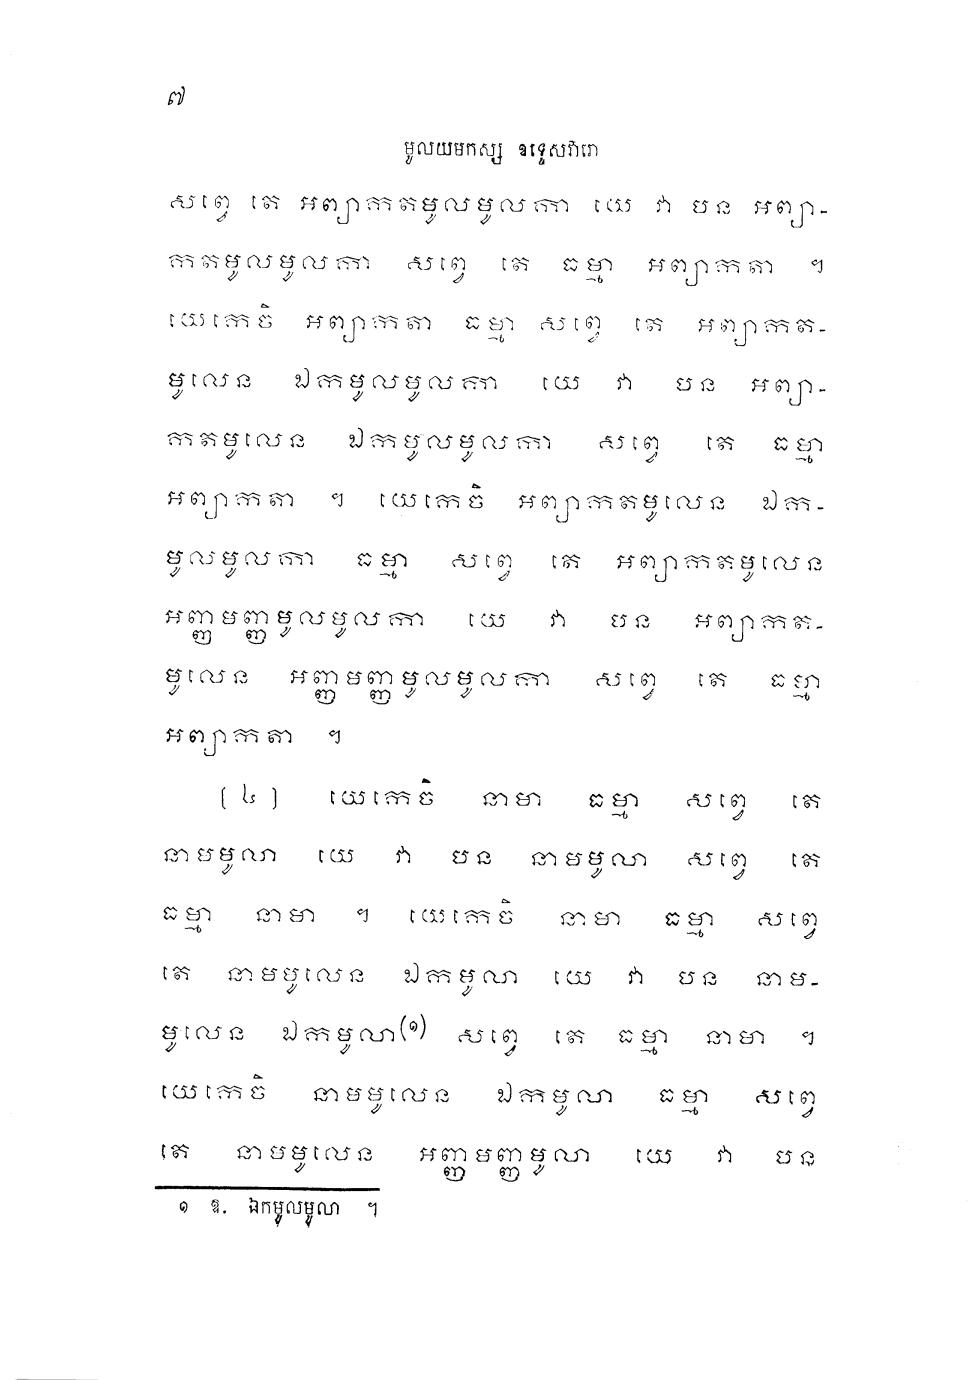 ៧
មូលយមកស្ស ឧទ្ទេសវារោ
សព្វេ តេ អព្យាកតមូលមូលកា យេ វា បន អព្យា-
កតមូលមូលកា សព្វេ តេ ធម្មា អព្យាកតា ។
យេកេចិ អព្យាកតា ធម្មា សព្វេ តេ អព្យាកត-
មូលេន ឯកមូលមូលកា យេ វា បន អព្យា-
កតមូលេន ឯកមូលមូលកា សព្វេ តេ ធម្មា
អព្យាកតា ។ យេកេចិ អព្យាកតមូលេន ឯក-
មូលមូលកា ធម្មា សព្វេ តេ អព្យាកតមូលេន
អញ្ញមញ្ញមូលមូលកា យេ វា បន អព្យាកត-
មូលេន អញ្ញមញ្ញមូលមូលកា សព្វេ តេ ធម្មា
អព្យាកតា ។
[ ៤ ] យេកេចិ នាមា ធម្មា សព្វេ តេ
នាមមូលា យេ វា បន នាមមូលា សព្វេ តេ
ធម្មា នាមា ។ យេកេចិ នាមា ធម្មា សព្វេ
តេ នាមមូលេន ឯកមូលា យេ វា បន នាម-
មូលេន ឯកមូលា(១) សព្វេ តេ ធម្មា នាមា ។
យេកេចិ នាមមូលេន ឯកមូលា ធម្មា សព្វេ
តេ នាមមូលេន អញ្ញមញ្ញមូលា យេ វា បន
១ ឱ. ឯកម្មូលមូលា ។